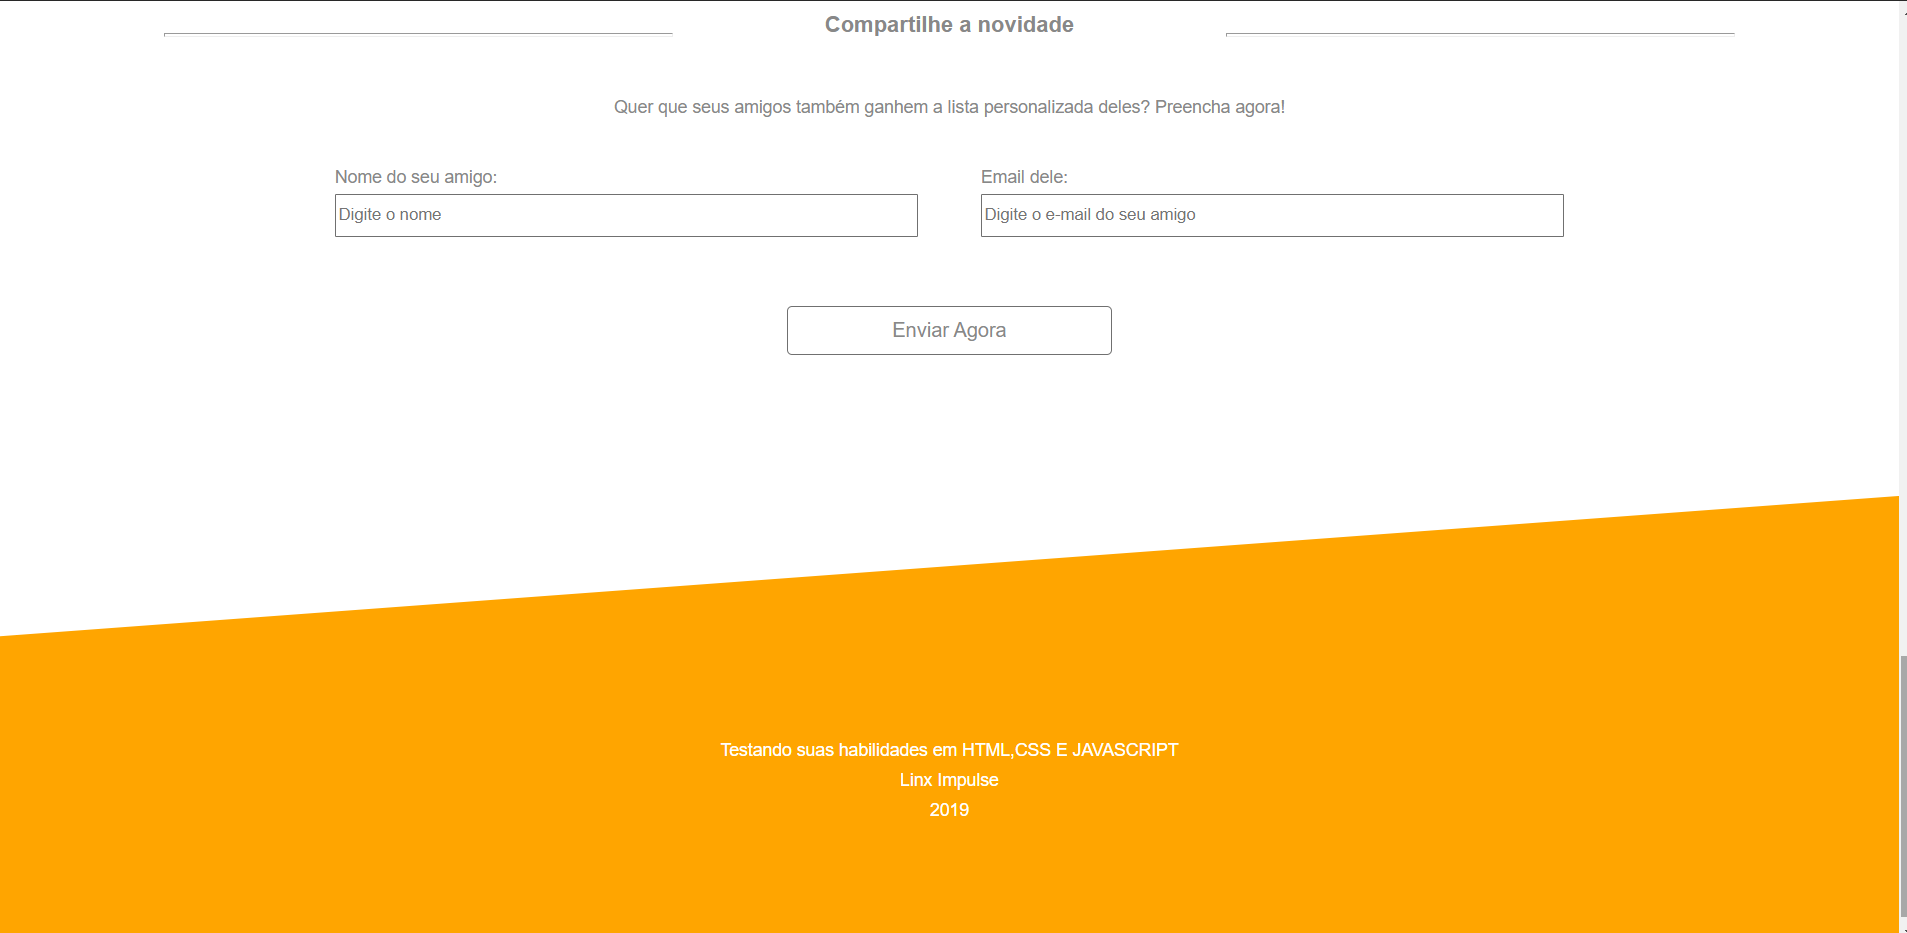 Compartilhe a novidade
Quer que seus amigos também ganhem a lista personalizada deles? Preencha agora!
Nome do seu amigo:
Email dele:
Digite o nome
Digite o e-mail do seu amigo
Enviar Agora
Testando suas habilidades em HTML,CSS E JAVASCRIPT
Linx Impulse
2019